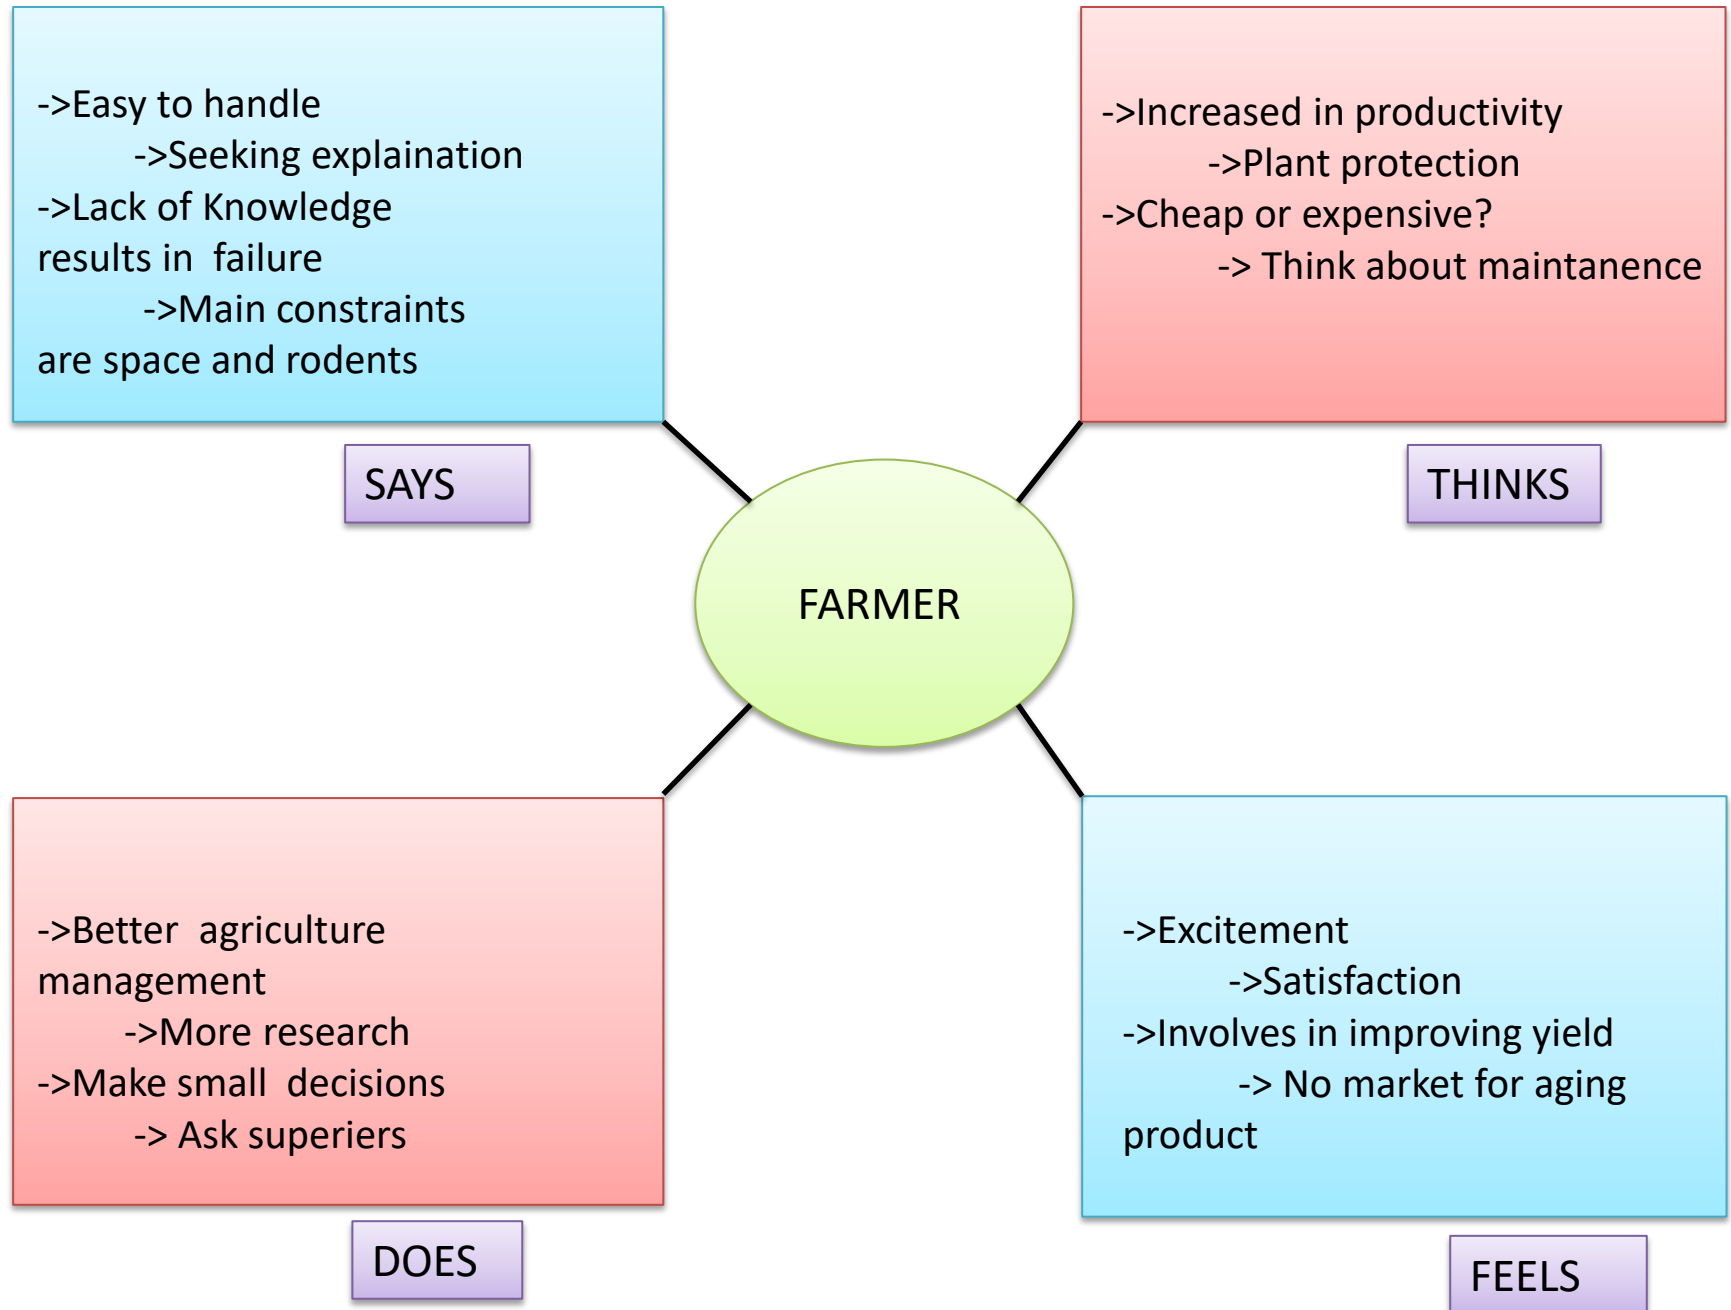 ->Easy to handle
->Seeking explaination
->Lack of Knowledge
results in  failure
->Main constraints
are space and rodents
SAYS
->Increased in productivity
->Plant protection
->Cheap or expensive?
-> Think about maintanence
THINKS
FARMER
->Better  agriculture
management
->More research
->Make small  decisions
-> Ask superiers
DOES
->Excitement
->Satisfaction
->Involves in improving yield
-> No market for aging
product
FEELS